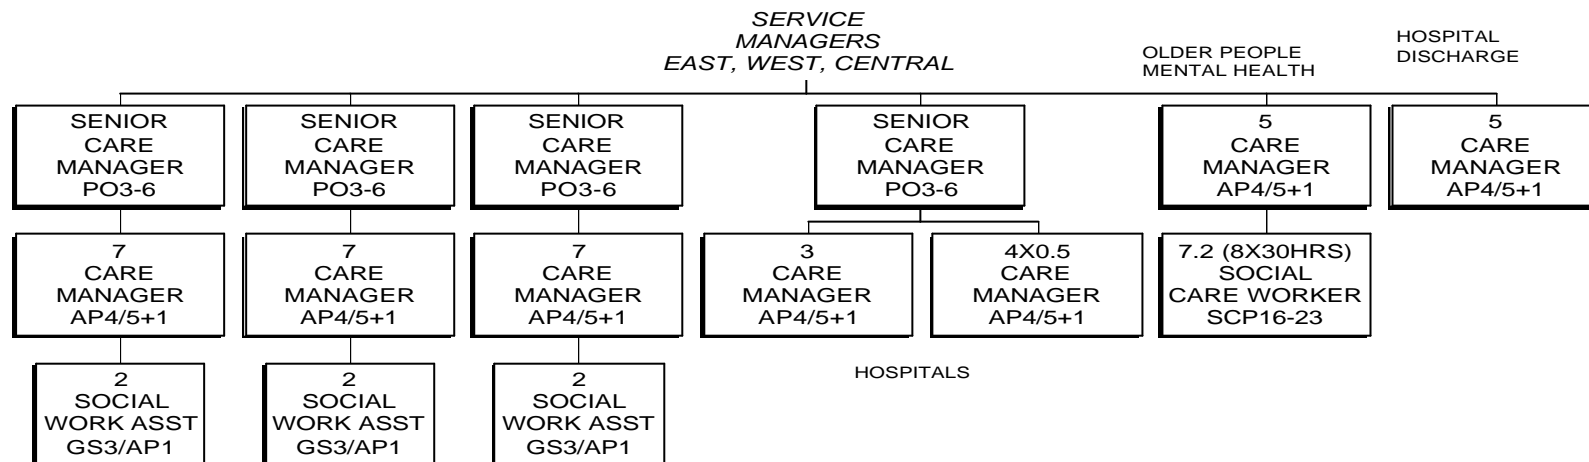 SERVICE
MANAGERS
EAST, WEST, CENTRAL
OLDER PEOPLE
MENTAL HEALTH
HOSPITAL
DISCHARGE
SENIOR
CARE
MANAGER
PO3-6
SENIOR
CARE
MANAGER
PO3-6
SENIOR
CARE
MANAGER
PO3-6
SENIOR
CARE
MANAGER
PO3-6
5
CARE
MANAGER
AP4/5+1
5
CARE
MANAGER
AP4/5+1
7
CARE
MANAGER
AP4/5+1
7
CARE
MANAGER
AP4/5+1
7
CARE
MANAGER
AP4/5+1
3
CARE
MANAGER
AP4/5+1
4X0.5
CARE
MANAGER
AP4/5+1
7.2 (8X30HRS)
SOCIAL
CARE WORKER
SCP16-23
2
SOCIAL
WORK ASST
GS3/AP1
2
SOCIAL
WORK ASST
GS3/AP1
2
SOCIAL
WORK ASST
GS3/AP1
HOSPITALS